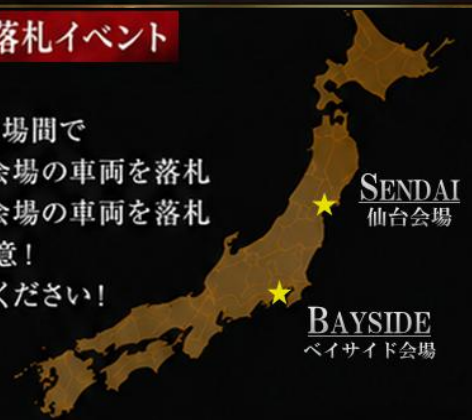 落札イベント
場間で
会場の車両を落札
会場の車両を落札
意！
ください！
SENDAI
仙台会場
BAYSIDE
ベイサイド会場